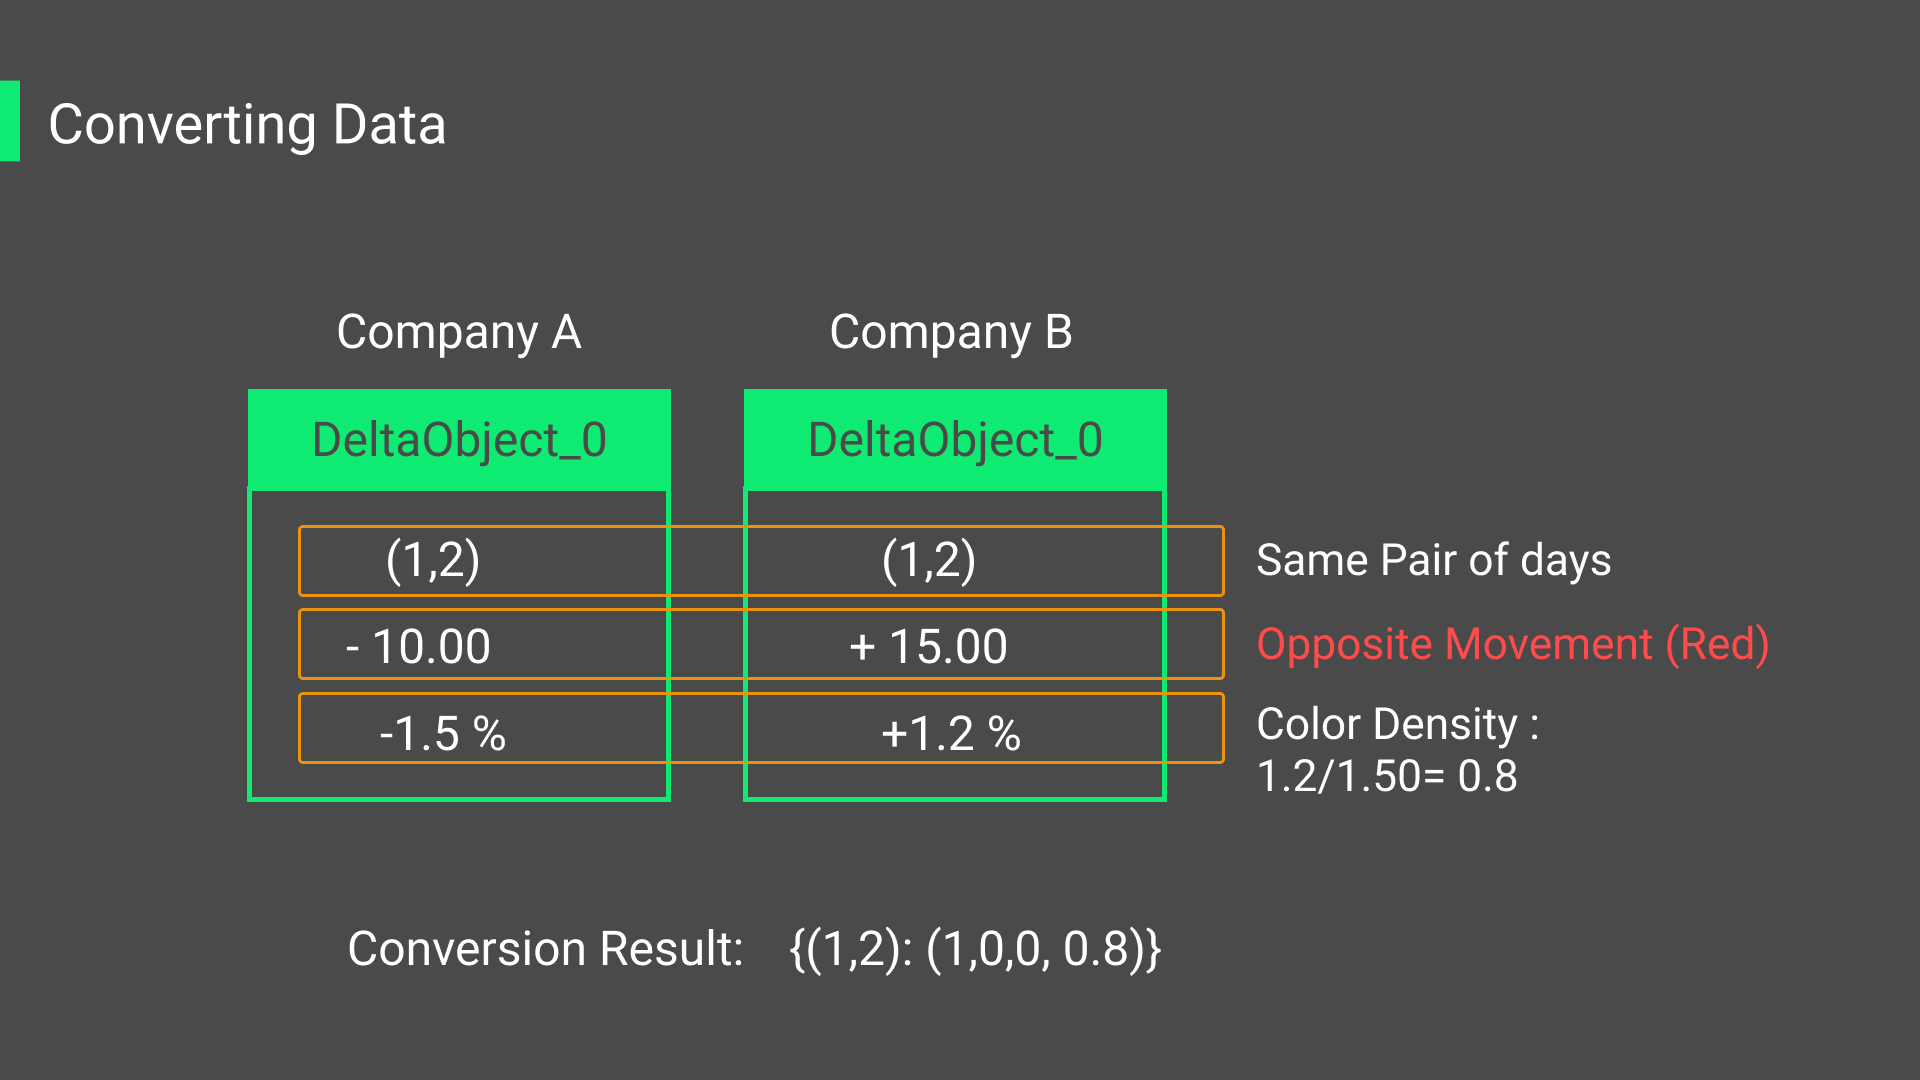 Converting Data
Company A
Company B
DeltaObject_0
DeltaObject_0
(1,2)
(1,2)
Same Pair of days
- 10.00
+ 15.00
Opposite Movement (Red)
-1.5 %
+1.2 %
Color Density :
1.2/1.50= 0.8
Conversion Result: {(1,2): (1,0,0, 0.8)}